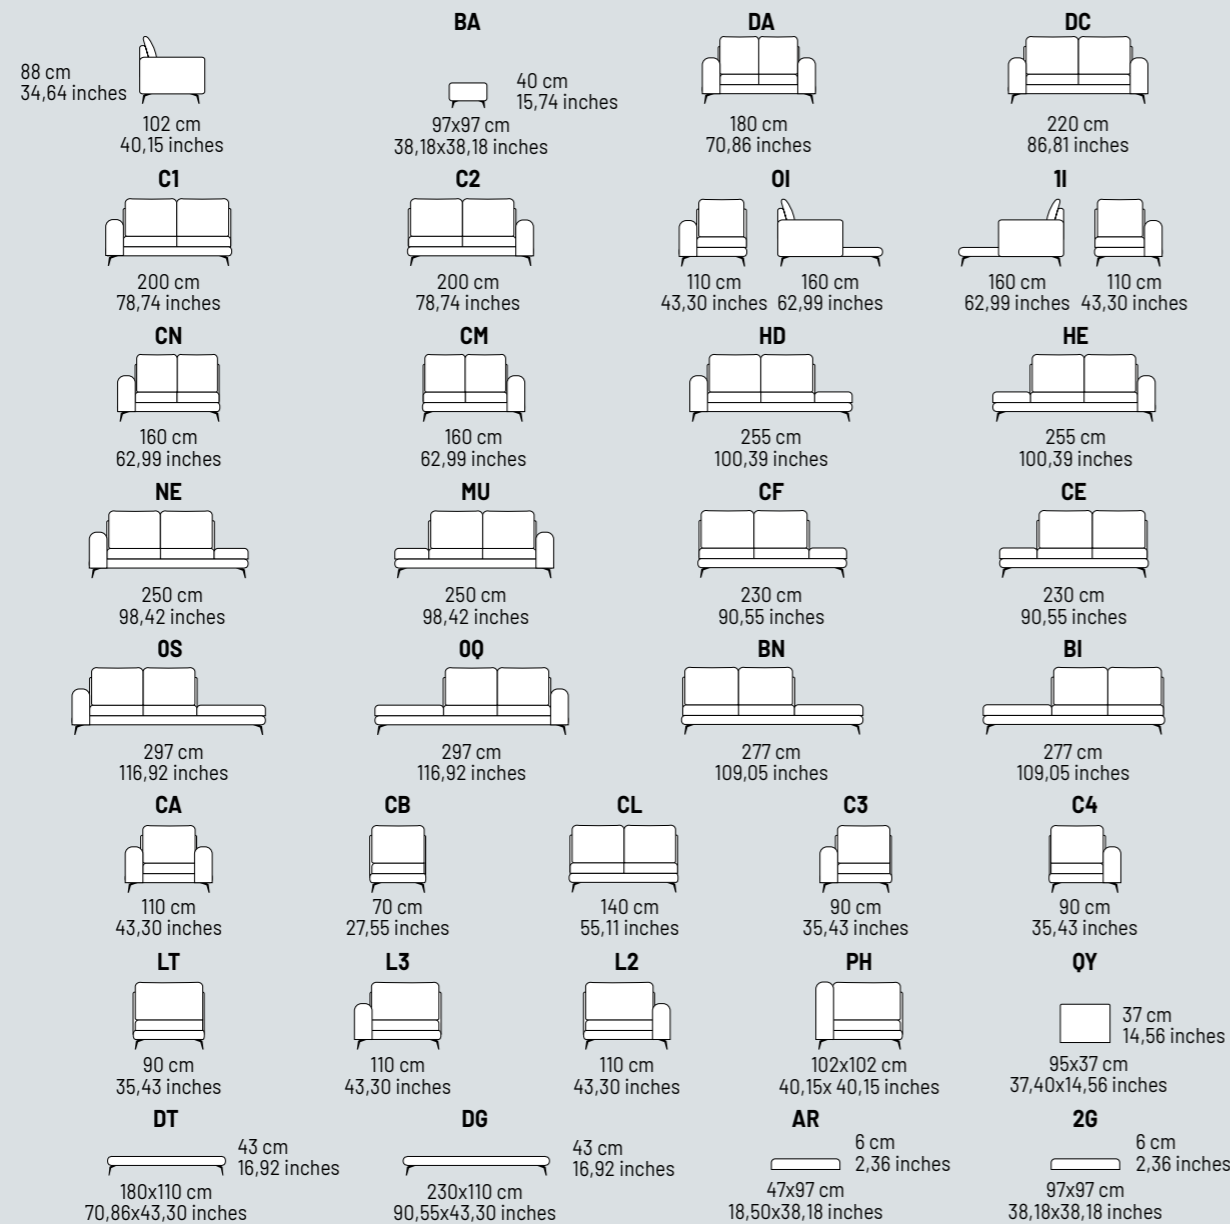 88 cm
34,64 inches
102 cm
40,15 inches
BA
40 cm
15,74 inches
97x97 cm
38,18x38,18 inches
DA
180 cm
70,86 inches
DC
220 cm
86,81 inches
C1
200 cm
78,74 inches
C2
200 cm
78,74 inches
OI
110 cm
43,30 inches
160 cm
62,99 inches
1I
160 cm
62,99 inches
110 cm
43,30 inches
CN
160 cm
62,99 inches
CM
160 cm
62,99 inches
HD
255 cm
100,39 inches
HE
255 cm
100,39 inches
NE
250 cm
98,42 inches
MU
250 cm
98,42 inches
CF
230 cm
90,55 inches
CE
230 cm
90,55 inches
OS
297 cm
116,92 inches
OQ
297 cm
116,92 inches
BN
277 cm
109,05 inches
BI
277 cm
109,05 inches
CA
110 cm
43,30 inches
CB
70 cm
27,55 inches
CL
140 cm
55,11 inches
C3
90 cm
35,43 inches
C4
90 cm
35,43 inches
LT
90 cm
35,43 inches
L3
110 cm
43,30 inches
L2
110 cm
43,30 inches
PH
102x102 cm
40,15x 40,15 inches
QY
37 cm
14,56 inches
95x37 cm
37,40x14,56 inches
DT
43 cm
16,92 inches
180x110 cm
70,86x43,30 inches
DG
43 cm
16,92 inches
230x110 cm
90,55x43,30 inches
AR
6 cm
2,36 inches
47x97 cm
18,50x38,18 inches
2G
6 cm
2,36 inches
97x97 cm
38,18x38,18 inches